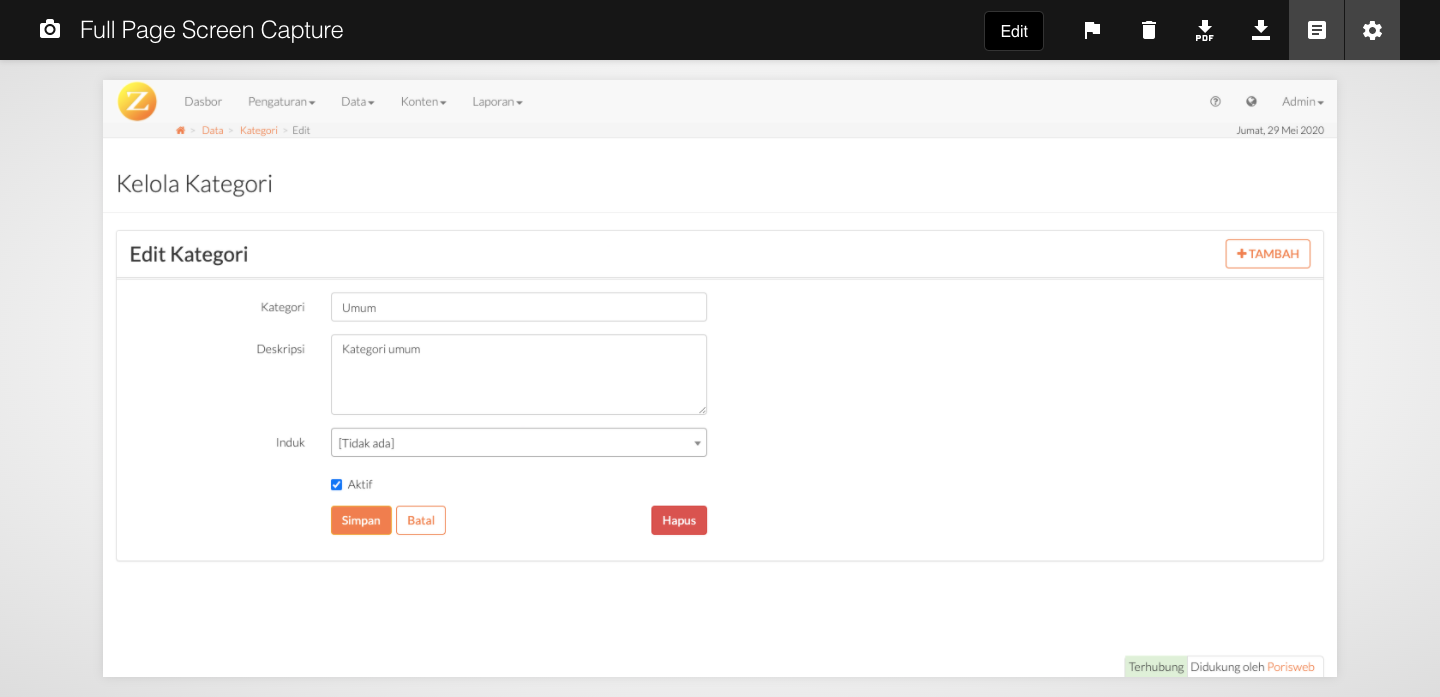 Full Page Screen Capture Edit PDF
Z Dasbor Pengaturan Data Konten Laporan Admin
> Data > Kategori > Edit Jumat, 29 Mei 2020
Kelola Kategori
Edit Kategori +TAMBAH
Kategori Umum
Deskripsi Kategori umum
Induk [Tidak ada]
Aktif
Simpan Batal Hapus
Terhubung Didukung oleh Porisweb